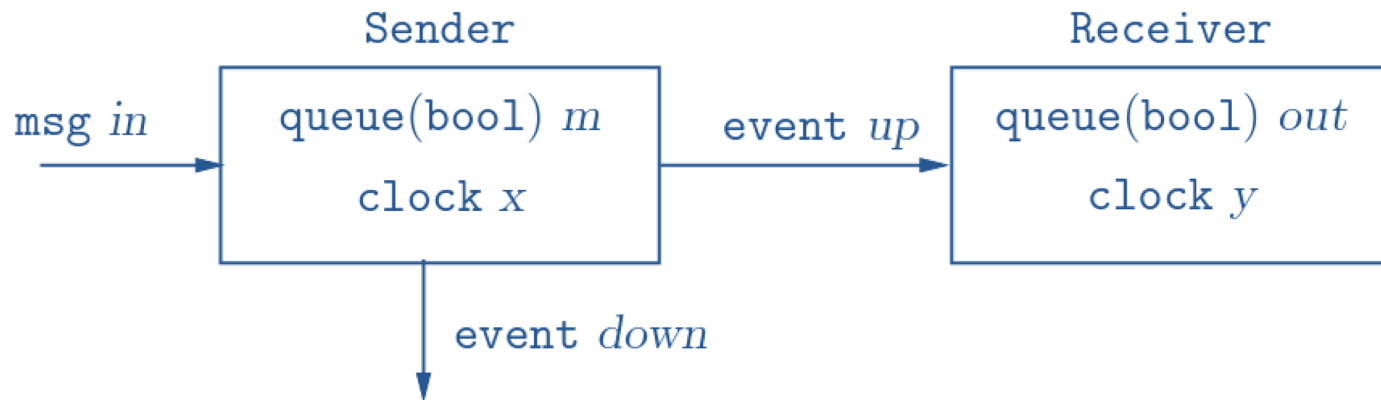 Sender
Receiver
msg in
queue(bool) m
clock x
event up
queue(bool) out
clock y
event down